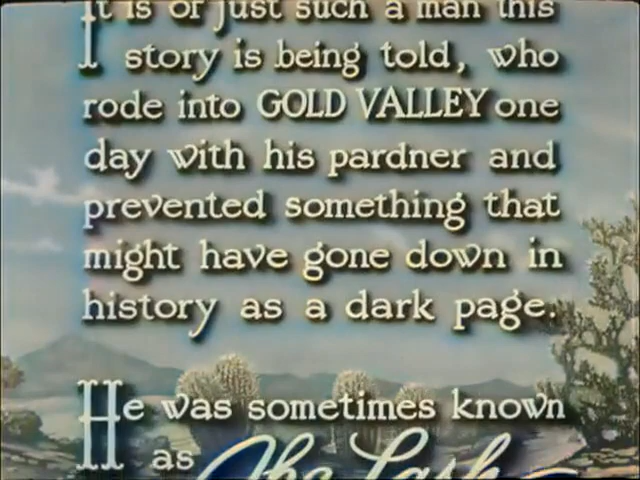 It is of just such a man this
story is being told, who
rode into GOLD VALLEY one
day with his pardner and
prevented something that
might have gone down in
history as a dark page.
He was sometimes known
as The Lash